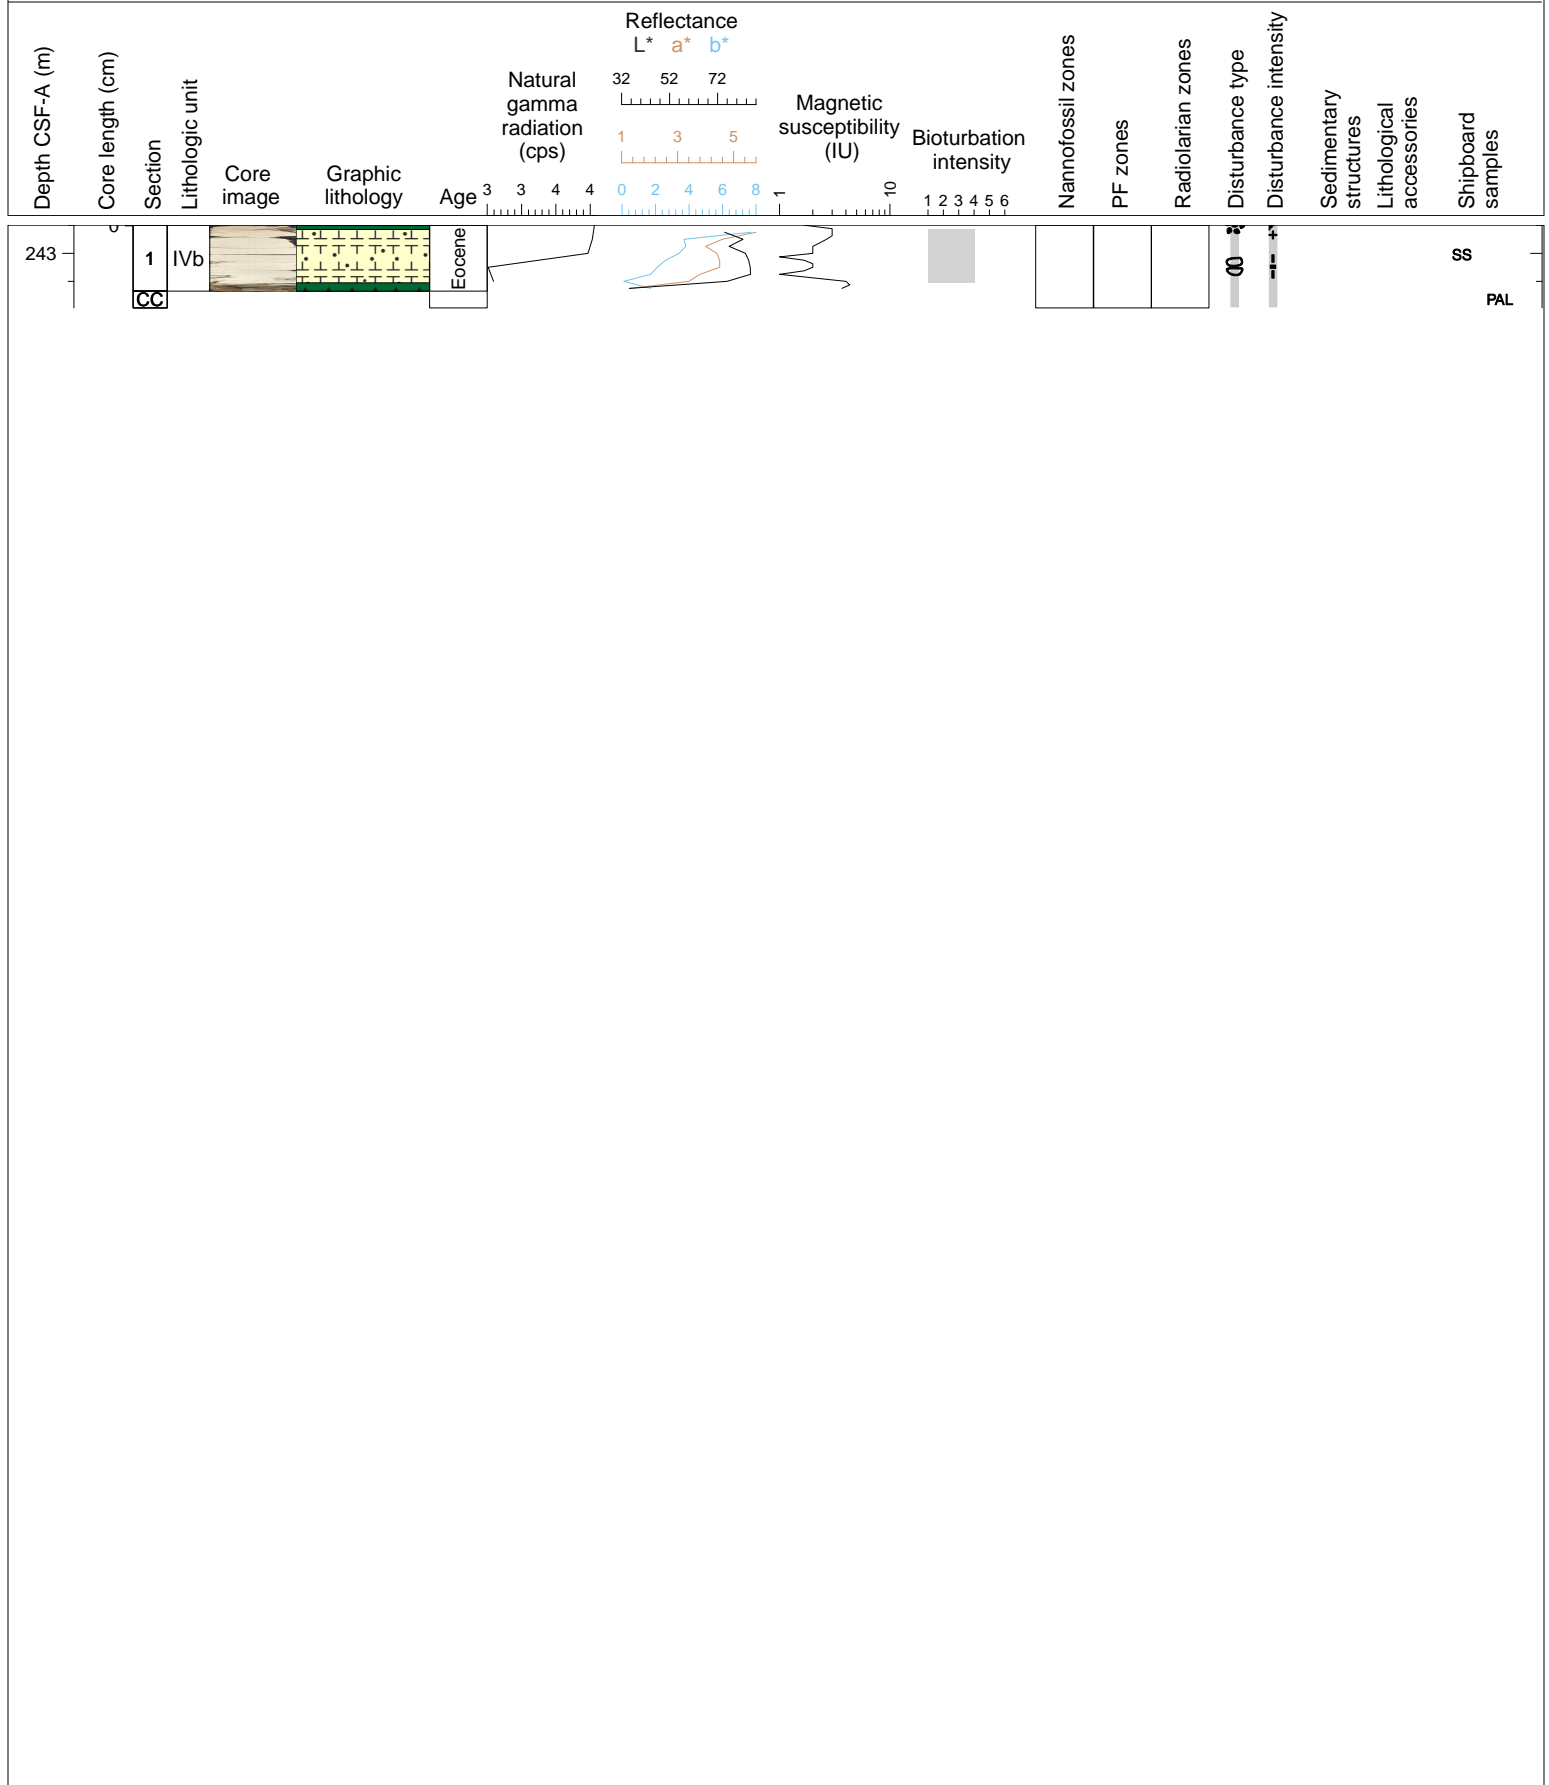 Depth CSF-A (m)
Core length (cm)
Section
Lithologic unit
Core
image
Graphic
lithology
Age
Natural
gamma
radiation
(cps)
3 3 4 4
Reflectance
L* a* b*
32 52 72
1 3 5
0 2 4 6 8
Magnetic
susceptibility
(IU)
1 10
Bioturbation
intensity
1 2 3 4 5 6
Nannofossil zones
PF zones
Radiolarian zones
Disturbance type
Disturbance intensity
Sedimentary
structures
Lithological
accessories
Shipboard
samples
243
1
IVb
Eocene
SS
CC
PAL